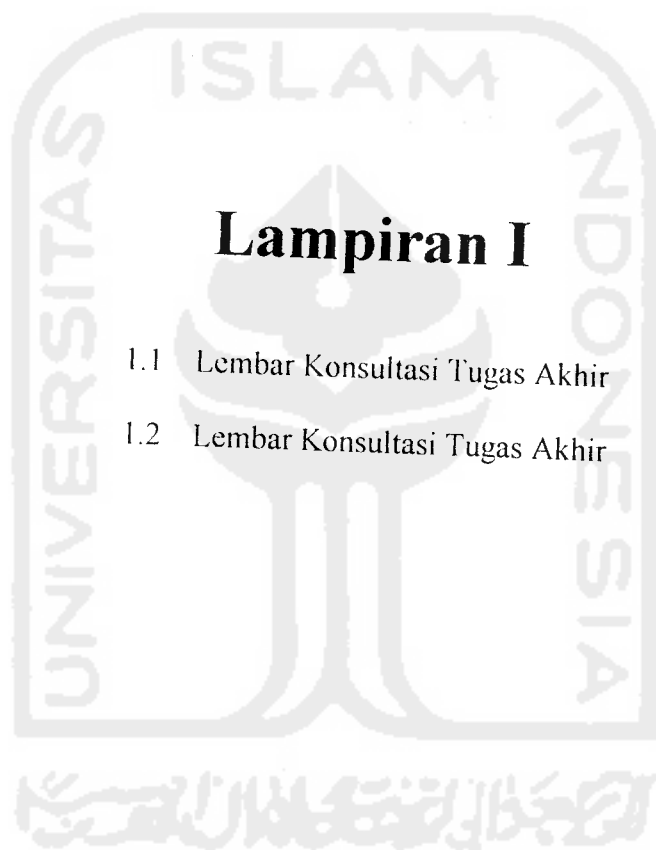 ISLAM
UNIVERSITAS
INDONESIA
Lampiran I
1.1 Lembar Konsultasi Tugas Akhir
1.2 Lembar Konsultasi Tugas Akhir